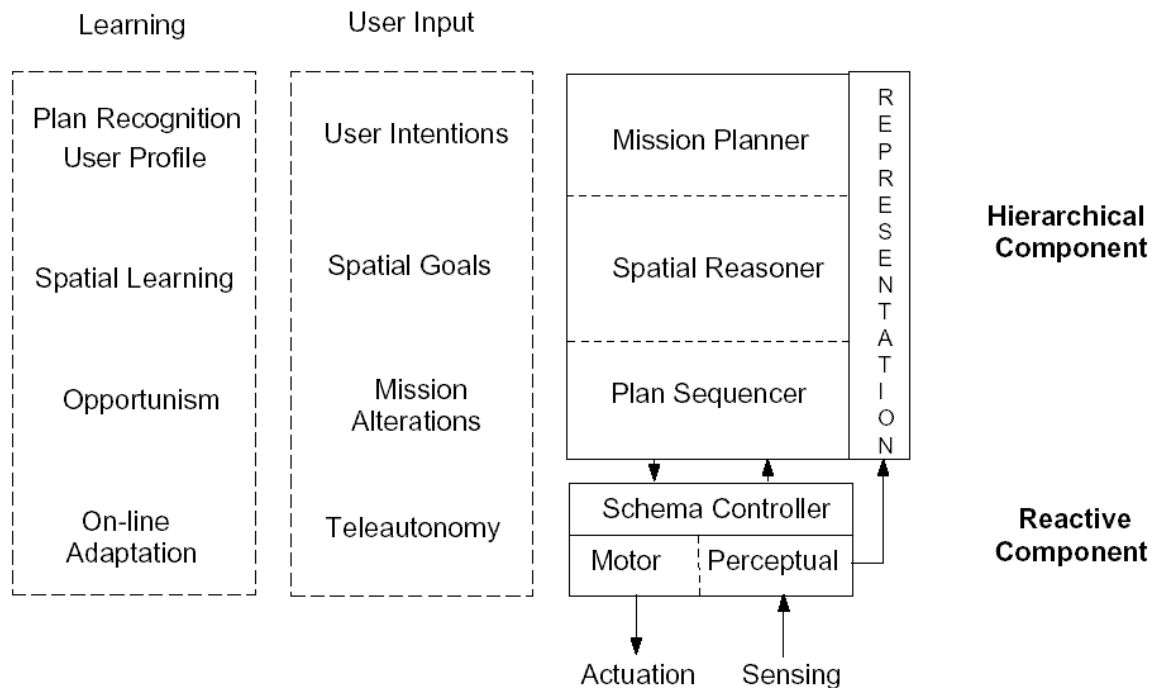 Learning
User Input
Plan Recognition
User Profile
User Intentions
Mission Planner
Spatial Learning
Spatial Goals
Spatial Reasoner
Opportunism
Mission
Alterations
Plan Sequencer
REPRESENTATION
Hierarchical
Component
On-line
Adaptation
Teleautonomy
Schema Controller
Motor
Perceptual
Reactive
Component
Actuation
Sensing